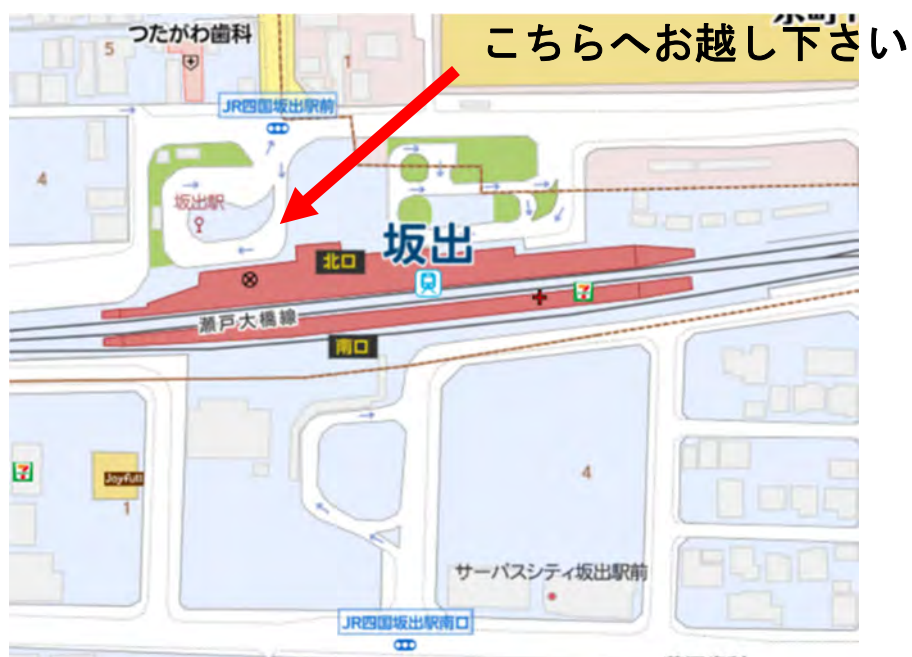 つたがわ歯科
こちらへお越し下さい
5
1
JR四国坂出駅前
4
坂出駅
坂出
北口
瀬戸大橋線
南口
7
7
Joyfull
1
4
サーパスシティ坂出駅前
JR四国坂出駅南口